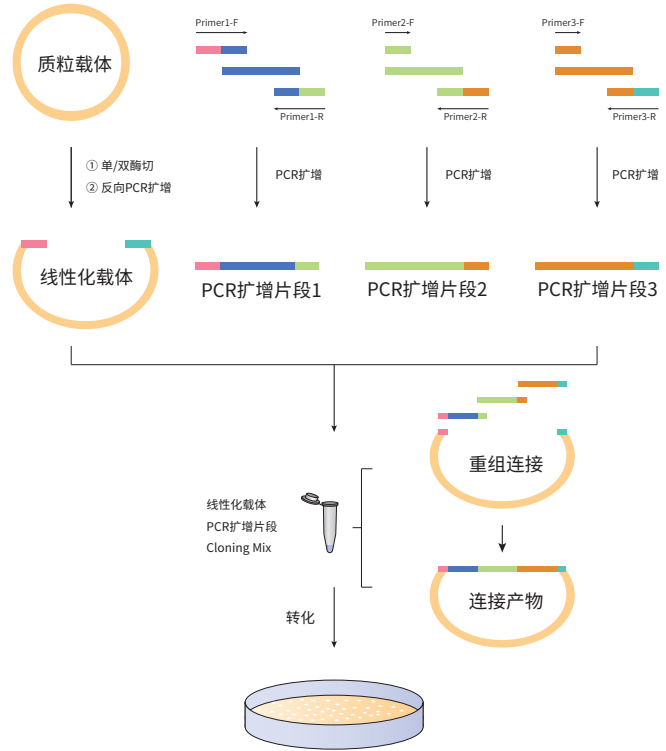 Primer1-F
Primer2-F
Primer3-F
质粒载体
Primer1-R
Primer2-R
Primer3-R
① 单/双酶切
② 反向PCR扩增
PCR扩增
PCR扩增
PCR扩增
线性化载体
PCR扩增片段1
PCR扩增片段2
PCR扩增片段3
重组连接
线性化载体
PCR扩增片段
Cloning Mix
连接产物
转化